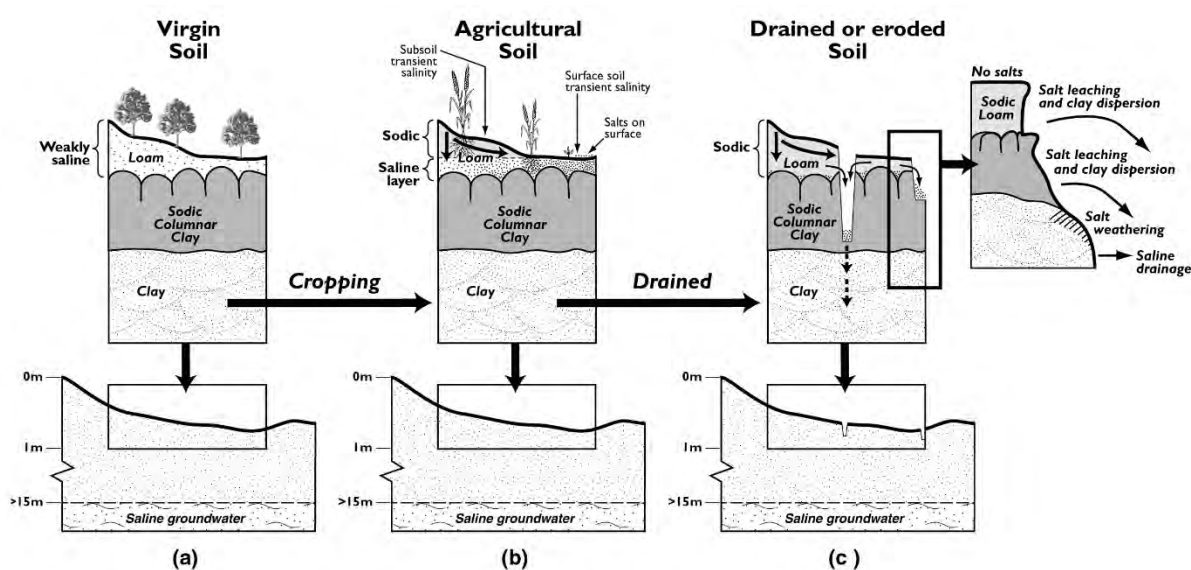 Virgin
Soil
Weakly
saline
Loam
Sodic
Columnar
Clay
Clay
Cropping
Agricultural
Soil
Subsoil
transient
salinity
Surface soil
transient salinity
Salts on
surface
Sodic
Saline
layer
Loam
Sodic
Columnar
Clay
Clay
Drained
Drained or eroded
Soil
Sodic
Loam
Sodic
Columnar
Clay
Clay
No salts
Sodic
Loam
Salt leaching
and clay dispersion
Salt leaching
and clay dispersion
Salt
weathering
Saline
drainage
0m
1m
>15m
Saline groundwater
(a)
0m
1m
>15m
Saline groundwater
(b)
0m
1m
>15m
Saline groundwater
(c )